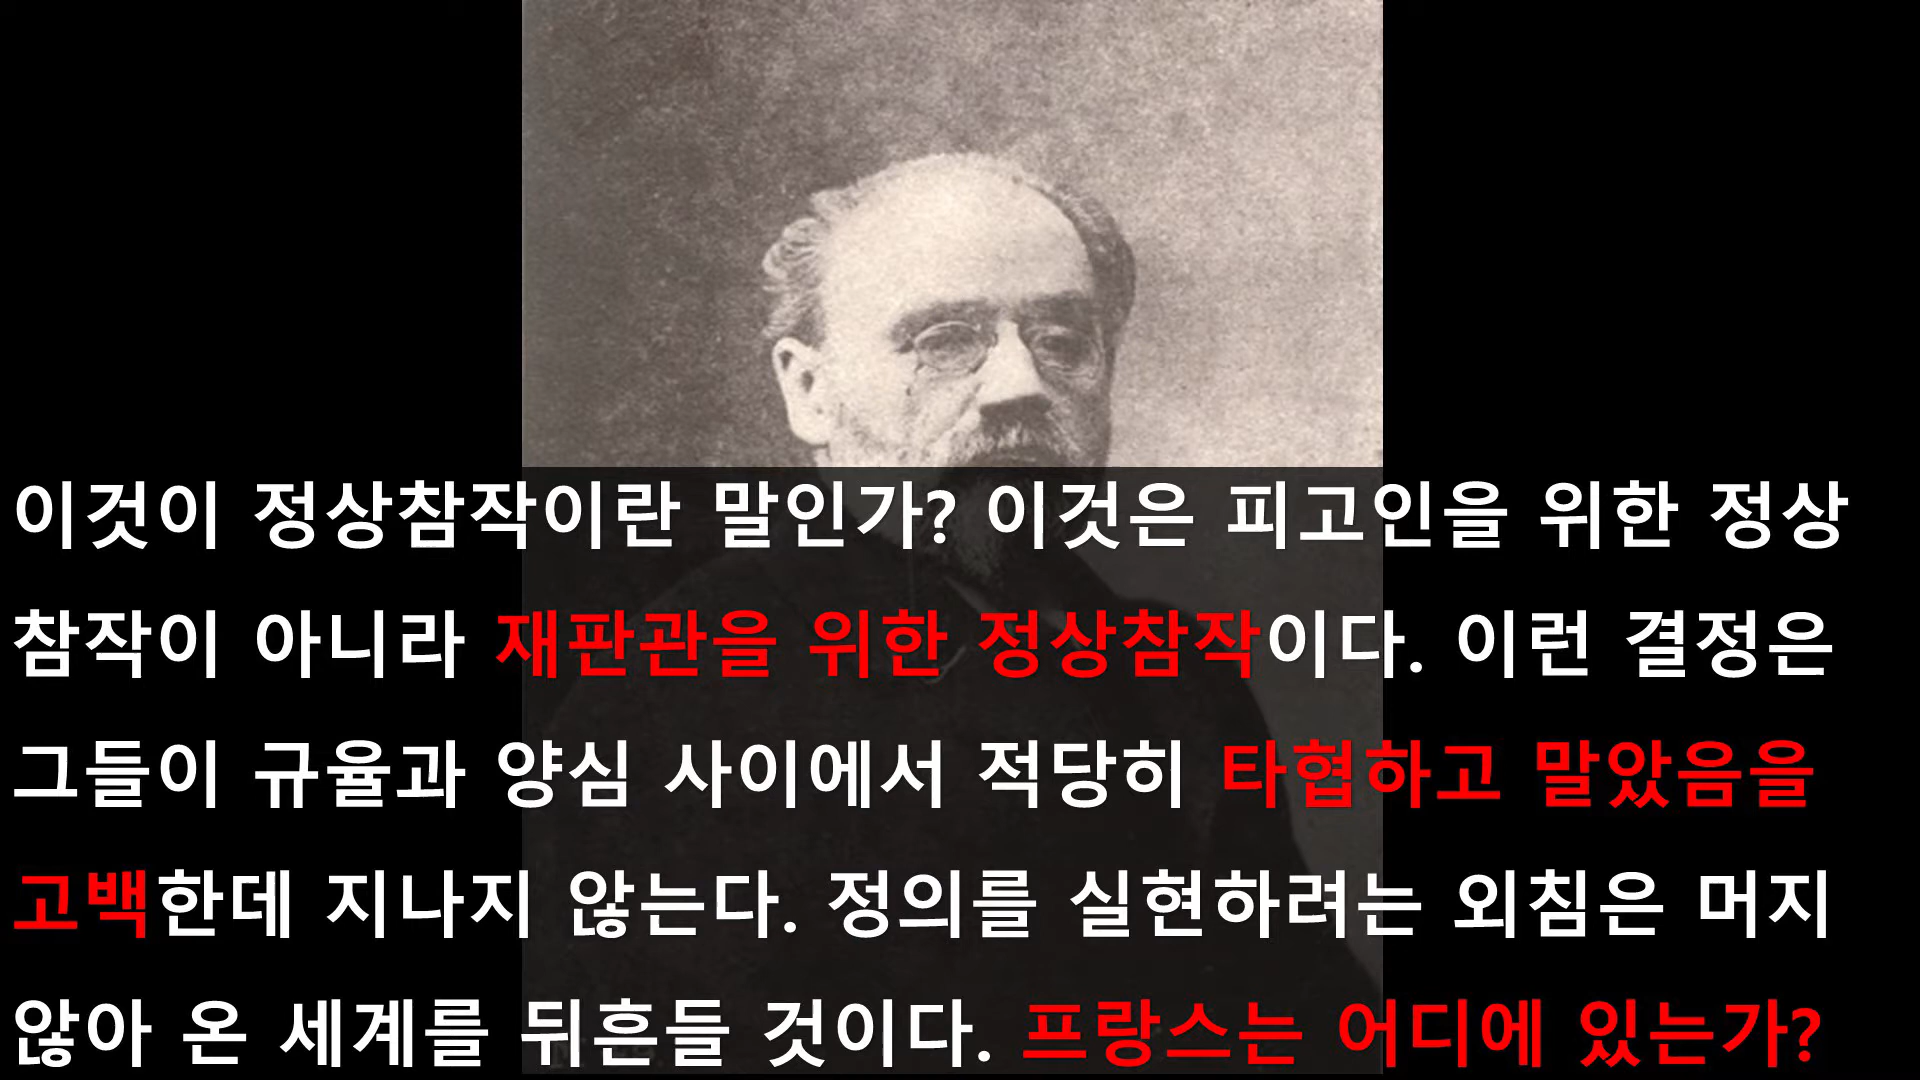 이것이 정상참작이란 말인가? 이것은 피고인을 위한 정상
참작이 아니라 재판관을 위한 정상참작이다. 이런 결정은
그들이 규율과 양심 사이에서 적당히 타협하고 말았음을
고백한데 지나지 않는다. 정의를 실현하려는 외침은 머지
않아 온 세계를 뒤흔들 것이다. 프랑스는 어디에 있는가?